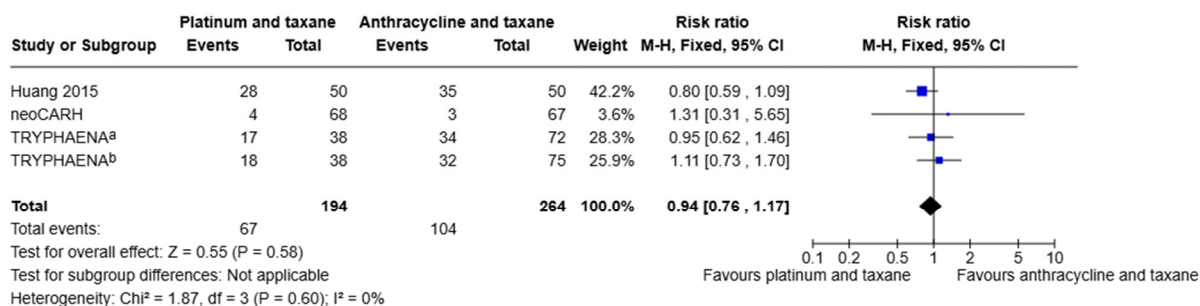 Platinum and taxane Anthracycline and taxane Risk ratio Risk ratio
Study or Subgroup Events Total Events Total Weight M-H, Fixed, 95% CI M-H, Fixed, 95% CI
Huang 2015 28 50 35 50 42.2% 0.80 [0.59 , 1.09]
neoCARH 4 68 3 67 3.6% 1.31 [0.31 , 5.65]
TRYPHAENAᵃ 17 38 34 72 28.3% 0.95 [0.62 , 1.46]
TRYPHAENAᵇ 18 38 32 75 25.9% 1.11 [0.73 , 1.70]
Total 194 264 100.0% 0.94 [0.76 , 1.17]
Total events: 67 104
Test for overall effect: Z = 0.55 (P = 0.58)
0.1 0.2 0.5 1 2 5 10
Test for subgroup differences: Not applicable
Favours platinum and taxane Favours anthracycline and taxane
Heterogeneity: Chi² = 1.87, df = 3 (P = 0.60); I² = 0%